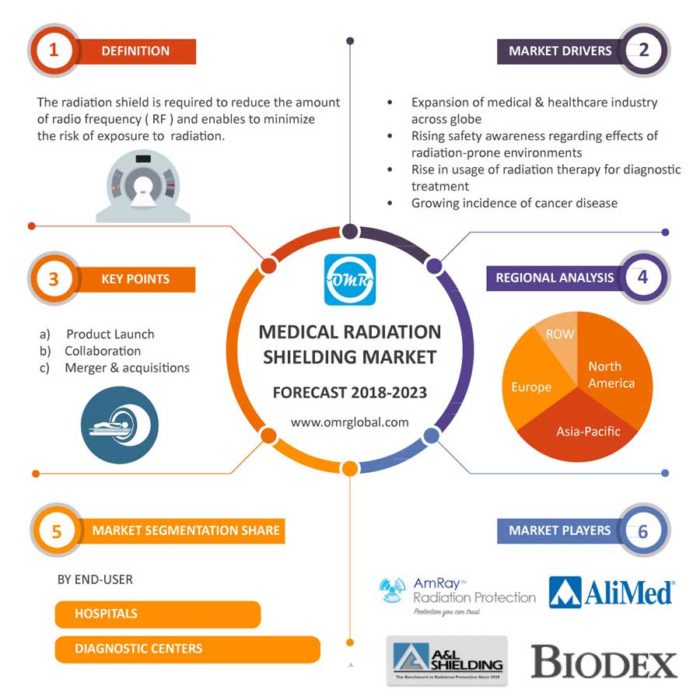 1
DEFINITION
The radiation shield is required to reduce the amount
of radio frequency ( RF ) and enables to minimize
the risk of exposure to  radiation.
MARKET DRIVERS
2
• Expansion of medical & healthcare industry
across globe
• Rising safety awareness regarding effects of
radiation-prone environments
• Rise in usage of radiation therapy for diagnostic
treatment
• Growing incidence of cancer disease
3
KEY POINTS
a) Product Launch
b) Collaboration
c) Merger & acquisitions
OMR
MEDICAL RADIATION
SHIELDING MARKET
FORECAST 2018-2023
www.omrglobal.com
REGIONAL ANALYSIS
4
ROW
North
America
Europe
Asia-Pacific
5
MARKET SEGMENTATION SHARE
BY END-USER
HOSPITALS
DIAGNOSTIC CENTERS
MARKET PLAYERS
6
AmRay™
Radiation Protection
Protection you can trust
AliMed®
A&L
SHIELDING
The Benchmark in Radiation Protection Since 1958
BIODEX